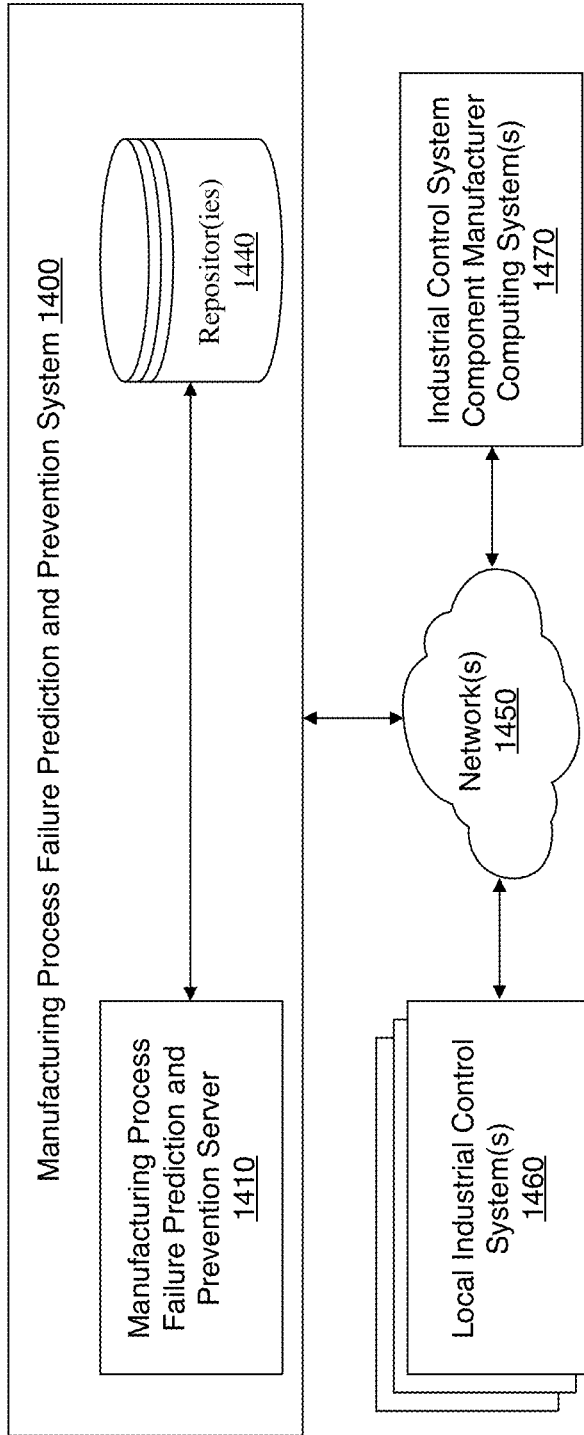 Manufacturing Process Failure Prediction and Prevention System 1400
Manufacturing Process
Failure Prediction and
Prevention Server
1410
Repositor(ies)
1440
Local Industrial Control
System(s)
1460
Network(s)
1450
Industrial Control System
Component Manufacturer
Computing System(s)
1470